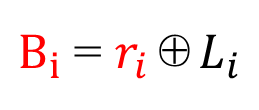 Bᵢ = rᵢ ⊕ Lᵢ